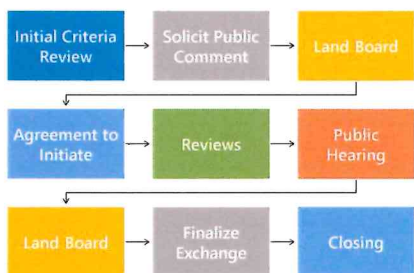 Initial Criteria
Review
Solicit Public
Comment
Land Board
Agreement to
Initiate
Reviews
Public
Hearing
Land Board
Finalize
Exchange
Closing